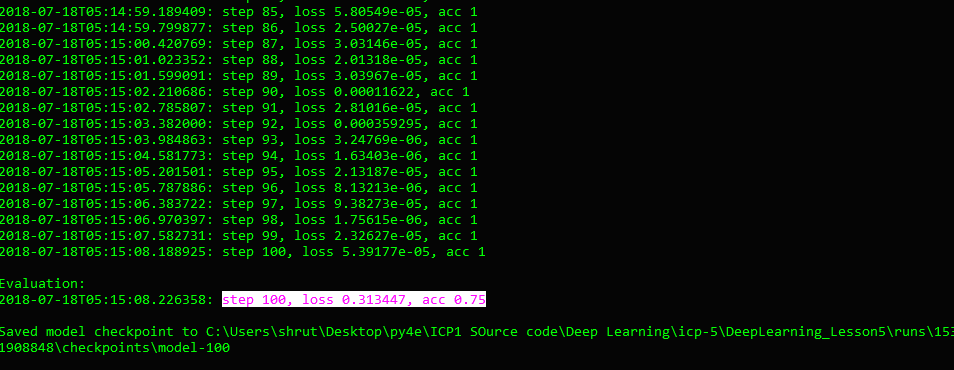 2018-07-18T05:14:59.189409: step 85, loss 5.80549e-05, acc 1
2018-07-18T05:14:59.799877: step 86, loss 2.50027e-05, acc 1
2018-07-18T05:15:00.420769: step 87, loss 3.03146e-05, acc 1
2018-07-18T05:15:01.023352: step 88, loss 2.01318e-05, acc 1
2018-07-18T05:15:01.599091: step 89, loss 3.03967e-05, acc 1
2018-07-18T05:15:02.210686: step 90, loss 0.00011622, acc 1
2018-07-18T05:15:02.785807: step 91, loss 2.81016e-05, acc 1
2018-07-18T05:15:03.382000: step 92, loss 0.000359295, acc 1
2018-07-18T05:15:03.984863: step 93, loss 3.24769e-06, acc 1
2018-07-18T05:15:04.581773: step 94, loss 1.63403e-06, acc 1
2018-07-18T05:15:05.201501: step 95, loss 2.13187e-05, acc 1
2018-07-18T05:15:05.787886: step 96, loss 8.13213e-06, acc 1
2018-07-18T05:15:06.383722: step 97, loss 9.38273e-05, acc 1
2018-07-18T05:15:06.970397: step 98, loss 1.75615e-06, acc 1
2018-07-18T05:15:07.582731: step 99, loss 2.32627e-05, acc 1
2018-07-18T05:15:08.188925: step 100, loss 5.39177e-05, acc 1
Evaluation:
2018-07-18T05:15:08.226358: step 100, loss 0.313447, acc 0.75
Saved model checkpoint to C:\Users\shrut\Desktop\py4e\ICP1 SOurce code\Deep Learning\icp-5\DeepLearning_Lesson5\runs\153
1908848\checkpoints\model-100